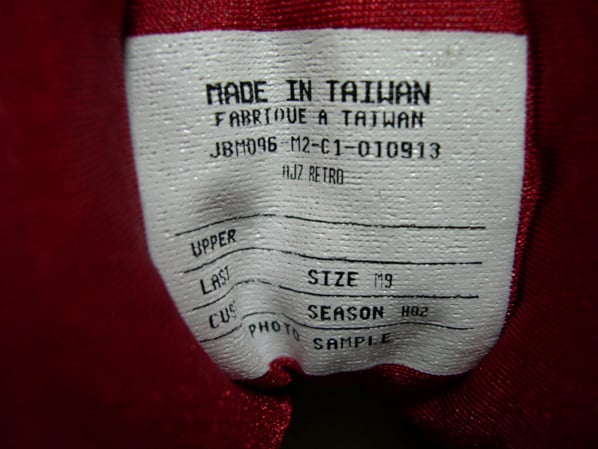 MADE IN TAIWAN
FABRIQUE A TAIWAN
JBM096-M2-C1-010913
AJZ RETRO
UPPER
LAST SIZE M9
CUS SEASON H02
PHOTO SAMPLE